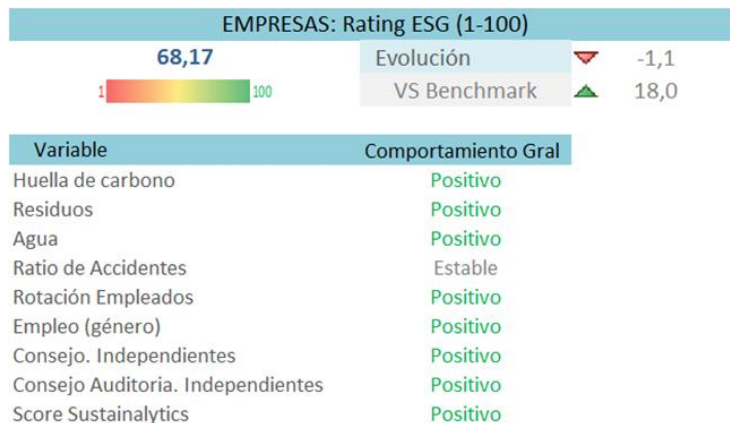 EMPRESAS: Rating ESG (1-100)
68,17 Evolución -1,1
1 100 VS Benchmark 18,0
Variable Comportamiento Gral
Huella de carbono Positivo
Residuos Positivo
Agua Positivo
Ratio de Accidentes Estable
Rotación Empleados Positivo
Empleo (género) Positivo
Consejo. Independientes Positivo
Consejo Auditoria. Independientes Positivo
Score Sustainalytics Positivo